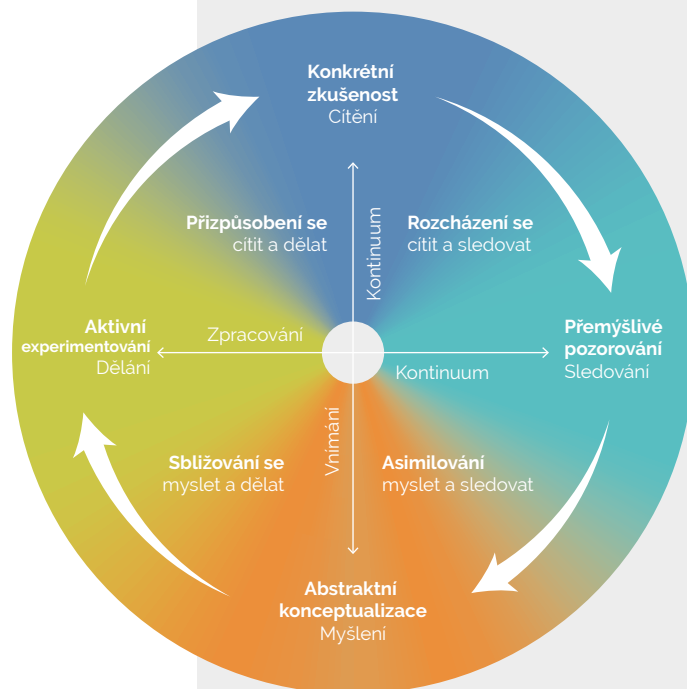 Konkrétní
zkušenost
Cítění
Přizpůsobení se
cítit a dělat
Kontinuum
Rozcházení se
cítit a sledovat
Aktivní
experimentování
Dělání
Zpracování
Kontinuum
Přemýšlivé
pozorování
Sledování
Vnímání
Sbližování se
myslet a dělat
Asimilování
myslet a sledovat
Abstraktní
konceptualizace
Myšlení